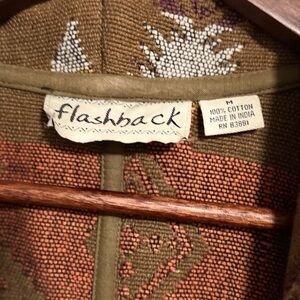 flashback
M
100% COTTON
MADE IN INDIA
RN 83881